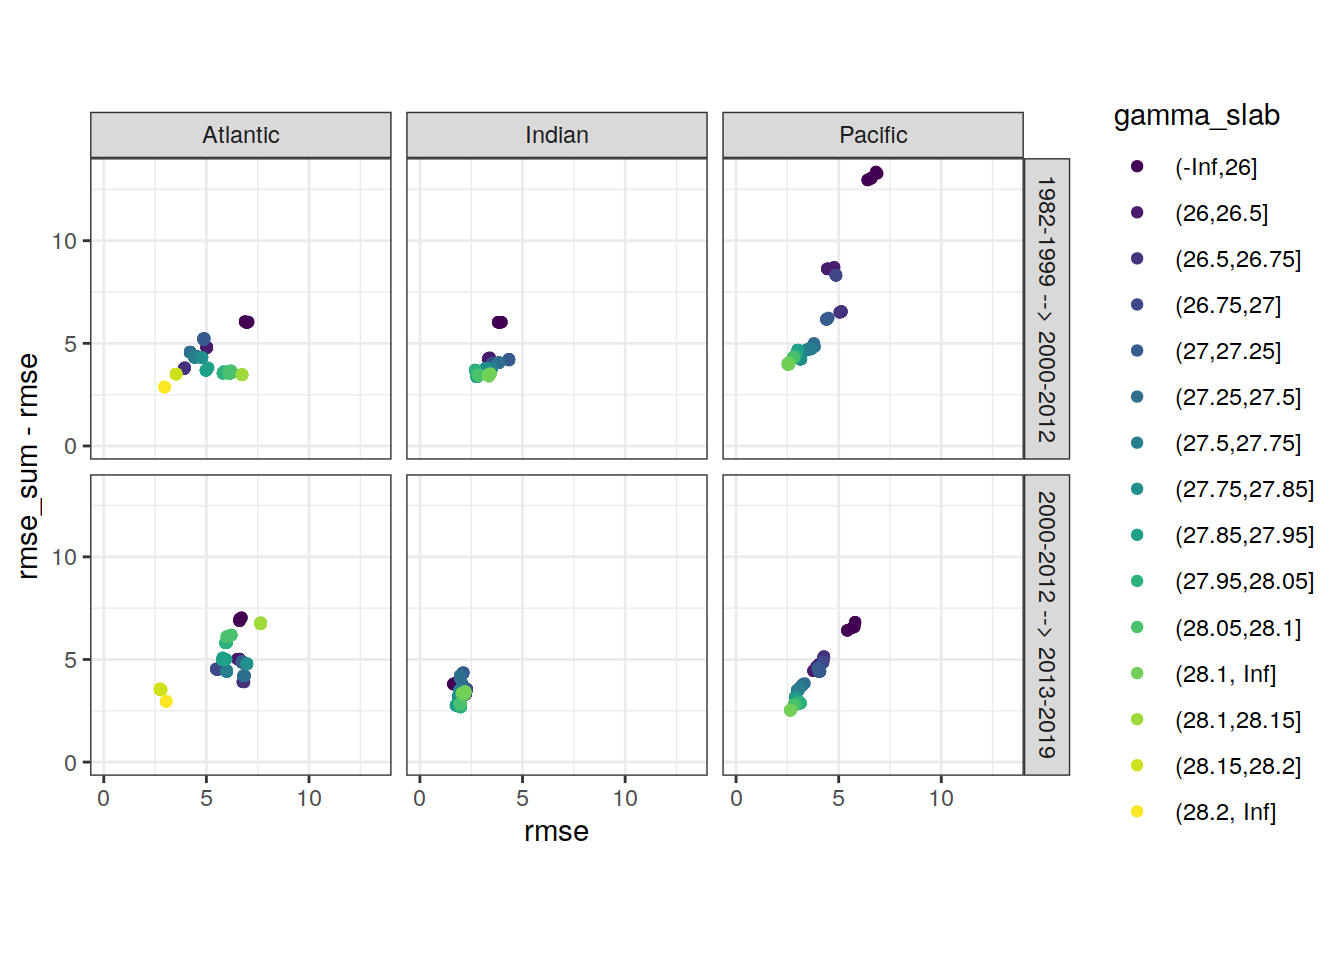 Atlantic
Indian
Pacific
gamma_slab
(-Inf,26]
(26,26.5]
(26.5,26.75]
(26.75,27]
(27,27.25]
(27.25,27.5]
(27.5,27.75]
(27.75,27.85]
(27.85,27.95]
(27.95,28.05]
(28.05,28.1]
(28.1, Inf]
(28.1,28.15]
(28.15,28.2]
(28.2, Inf]
1982-1999 --> 2000-2012
2000-2012 --> 2013-2019
rmse_sum - rmse
10
5
0
10
5
0
0 5 10
0 5 10
0 5 10
rmse